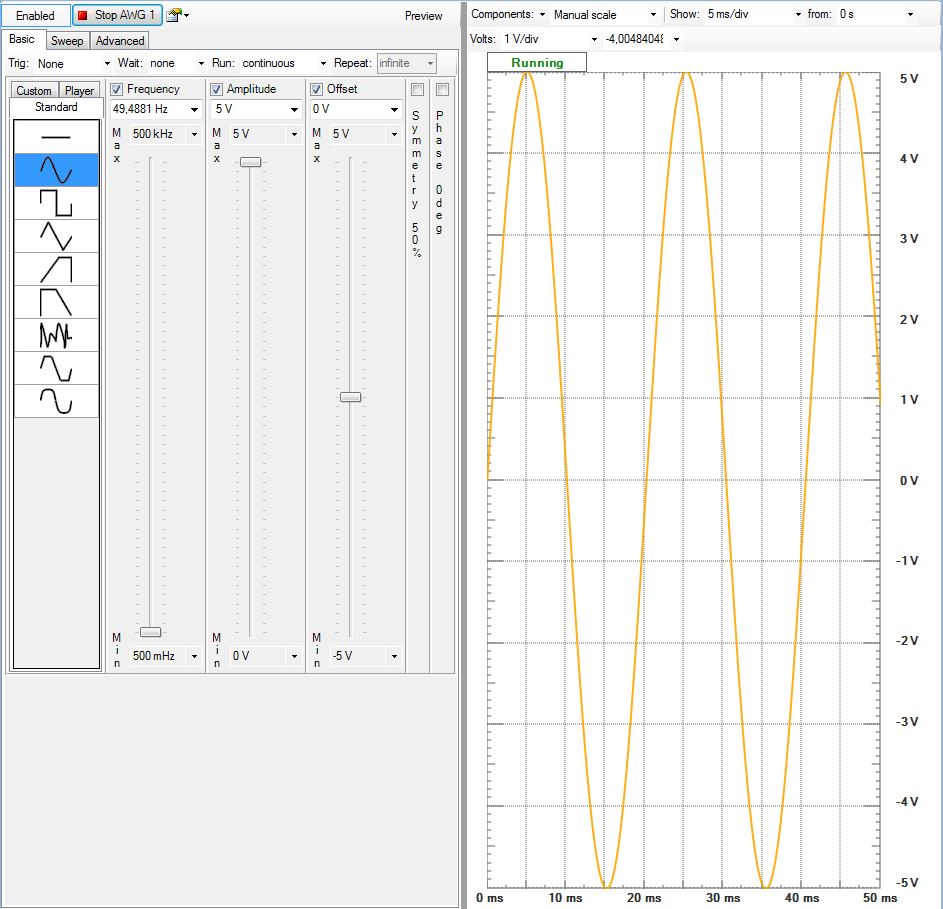 Enabled Stop AWG 1 Preview
Basic Sweep Advanced
Trig: None Wait: none Run: continuous Repeat: infinite
Custom Player
Standard
Frequency
49,4881 Hz
Max 500 kHz
Min 500 mHz
Amplitude
5 V
Max 5 V
Min 0 V
Offset
0 V
Max 5 V
Min -5 V
Symmetry 50%
Phase 0deg
Components: Manual scale Show: 5 ms/div from: 0 s
Volts: 1 V/div -4,00484048
Running
5 V
4 V
3 V
2 V
1 V
0 V
-1 V
-2 V
-3 V
-4 V
-5 V
0 ms 10 ms 20 ms 30 ms 40 ms 50 ms